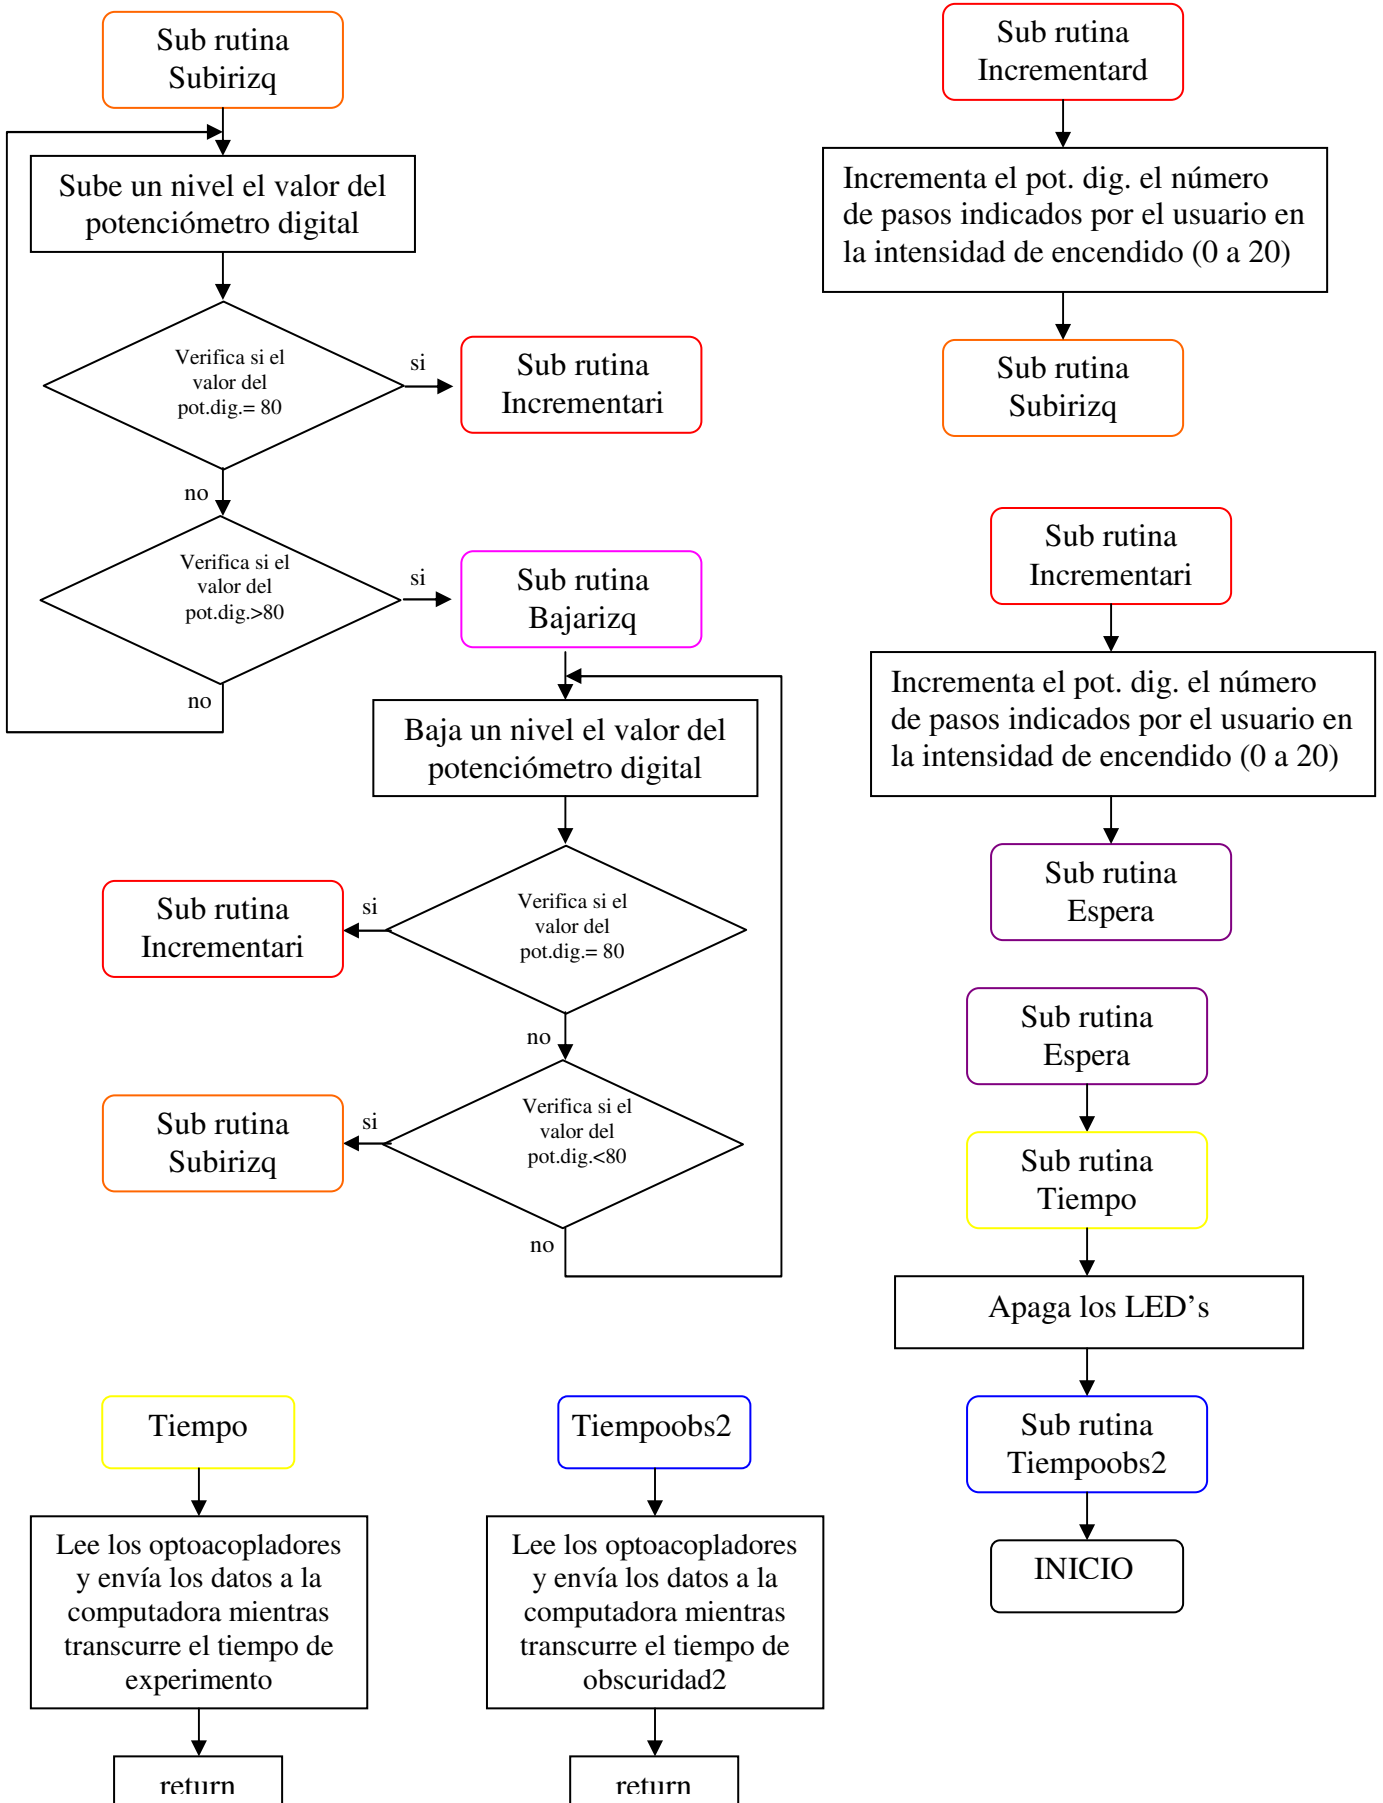 Sub rutina
Subirizq
Sube un nivel el valor del
potenciómetro digital
Verifica si el
valor del
pot.dig.= 80
si
Sub rutina
Incrementari
no
Verifica si el
valor del
pot.dig.>80
si
Sub rutina
Bajarizq
no
Baja un nivel el valor del
potenciómetro digital
Verifica si el
valor del
pot.dig.= 80
si
Sub rutina
Incrementari
no
Verifica si el
valor del
pot.dig.<80
si
Sub rutina
Subirizq
no
Sub rutina
Incrementard
Incrementa el pot. dig. el número
de pasos indicados por el usuario en
la intensidad de encendido (0 a 20)
Sub rutina
Subirizq
Sub rutina
Incrementari
Incrementa el pot. dig. el número
de pasos indicados por el usuario en
la intensidad de encendido (0 a 20)
Sub rutina
Espera
Sub rutina
Espera
Sub rutina
Tiempo
Apaga los LED’s
Sub rutina
Tiempoobs2
INICIO
Tiempo
Lee los optoacopladores
y envía los datos a la
computadora mientras
transcurre el tiempo de
experimento
return
Tiempoobs2
Lee los optoacopladores
y envía los datos a la
computadora mientras
transcurre el tiempo de
obscuridad2
return